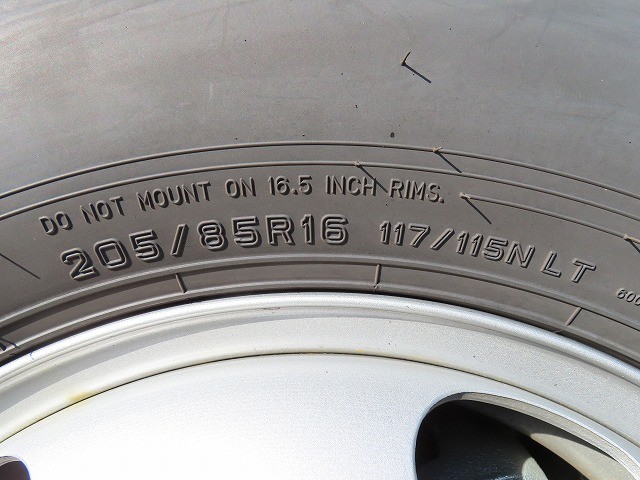 DO NOT MOUNT ON 16.5 INCH RIMS.
205/85R16 117/115N LT